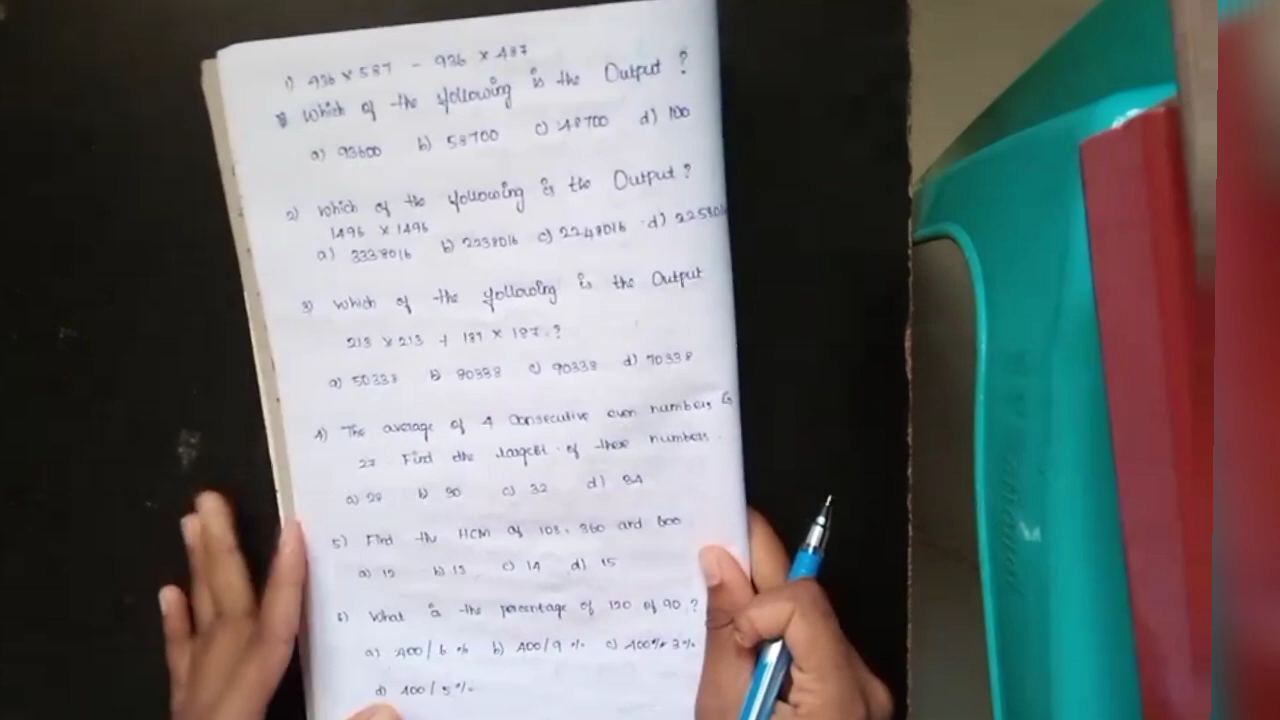 1) 936 × 587 - 936 × 487
Which of the following is the Output ?
a) 93600 b) 58700 c) 48700 d) 100
2) which of the following is the Output ?
1496 × 1496
a) 3338016 b) 2238016 c) 2248016 d) 225801
3) which of the following is the Output
213 × 213 + 187 × 187 . ?
a) 50338 b) 80338 c) 90338 d) 70338
4) The average of 4 Consecutive even numbers is
27 Find the largest of these numbers.
a) 28 b) 30 c) 32 d) 34
5) Find the HCM of 108, 360 and 600
a) 12 b) 13 c) 14 d) 15
6) What is the percentage of 120 of 90 ?
a) 400 / 6 % b) 400 / 9 % c) 400 3 %
d) 400 / 5 %